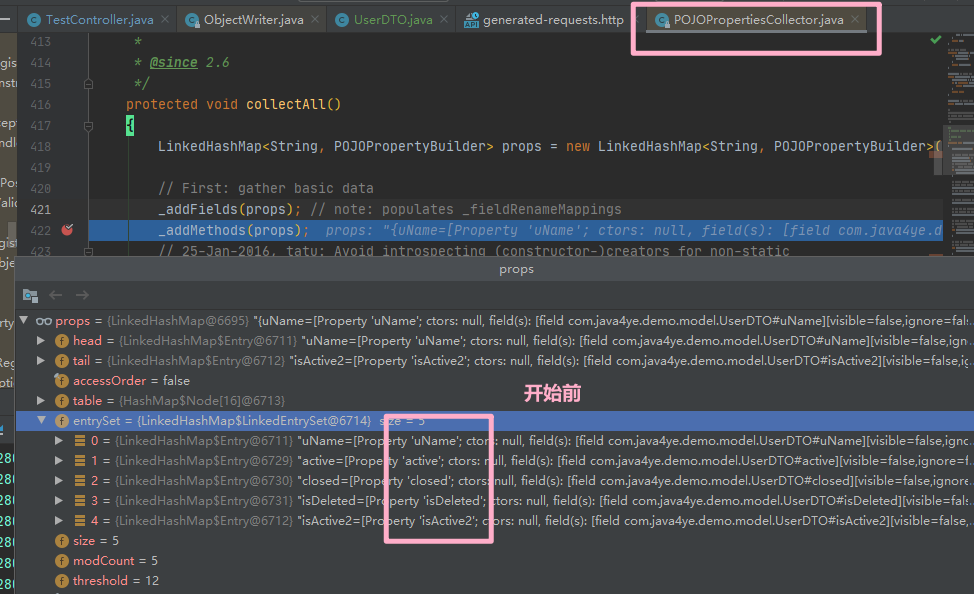 TestController.java ObjectWriter.java UserDTO.java generated-requests.http POJOPropertiesCollector.java
413 *
414 * @since 2.6
415 */
416 protected void collectAll()
417 {
418 LinkedHashMap<String, POJOPropertyBuilder> props = new LinkedHashMap<String, POJOPropertyBuilder>(
419
420 // First: gather basic data
421 _addFields(props); // note: populates _fieldRenameMappings
422 _addMethods(props); props: "{uName=[Property 'uName'; ctors: null, field(s): [field com.java4ye.d
423 // 25-Jan-2016, tatu: Avoid introspecting (constructor-)creators for non-static
props
props = {LinkedHashMap@6695} "{uName=[Property 'uName'; ctors: null, field(s): [field com.java4ye.demo.model.UserDTO#uName][visible=false,ignore=fal
head = {LinkedHashMap$Entry@6711} "uName=[Property 'uName'; ctors: null, field(s): [field com.java4ye.demo.model.UserDTO#uName][visible=false,ign
tail = {LinkedHashMap$Entry@6712} "isActive2=[Property 'isActive2'; ctors: null, field(s): [field com.java4ye.demo.model.UserDTO#isActive2][visible=fal
accessOrder = false
table = {HashMap$Node[16]@6713}
开始前
entrySet = {LinkedHashMap$LinkedEntrySet@6714} size = 5
0 = {LinkedHashMap$Entry@6711} "uName=[Property 'uName'; ctors: null, field(s): [field com.java4ye.demo.model.UserDTO#uName][visible=false,ignc
1 = {LinkedHashMap$Entry@6729} "active=[Property 'active'; ctors: null, field(s): [field com.java4ye.demo.model.UserDTO#active][visible=false,ignore=f
2 = {LinkedHashMap$Entry@6730} "closed=[Property 'closed'; ctors: null, field(s): [field com.java4ye.demo.model.UserDTO#closed][visible=false,ignore
3 = {LinkedHashMap$Entry@6731} "isDeleted=[Property 'isDeleted'; ctors: null, field(s): [field com.java4ye.demo.model.UserDTO#isDeleted][visible=fal
4 = {LinkedHashMap$Entry@6712} "isActive2=[Property 'isActive2'; ctors: null, field(s): [field com.java4ye.demo.model.UserDTO#isActive2][visible=false,
size = 5
modCount = 5
threshold = 12